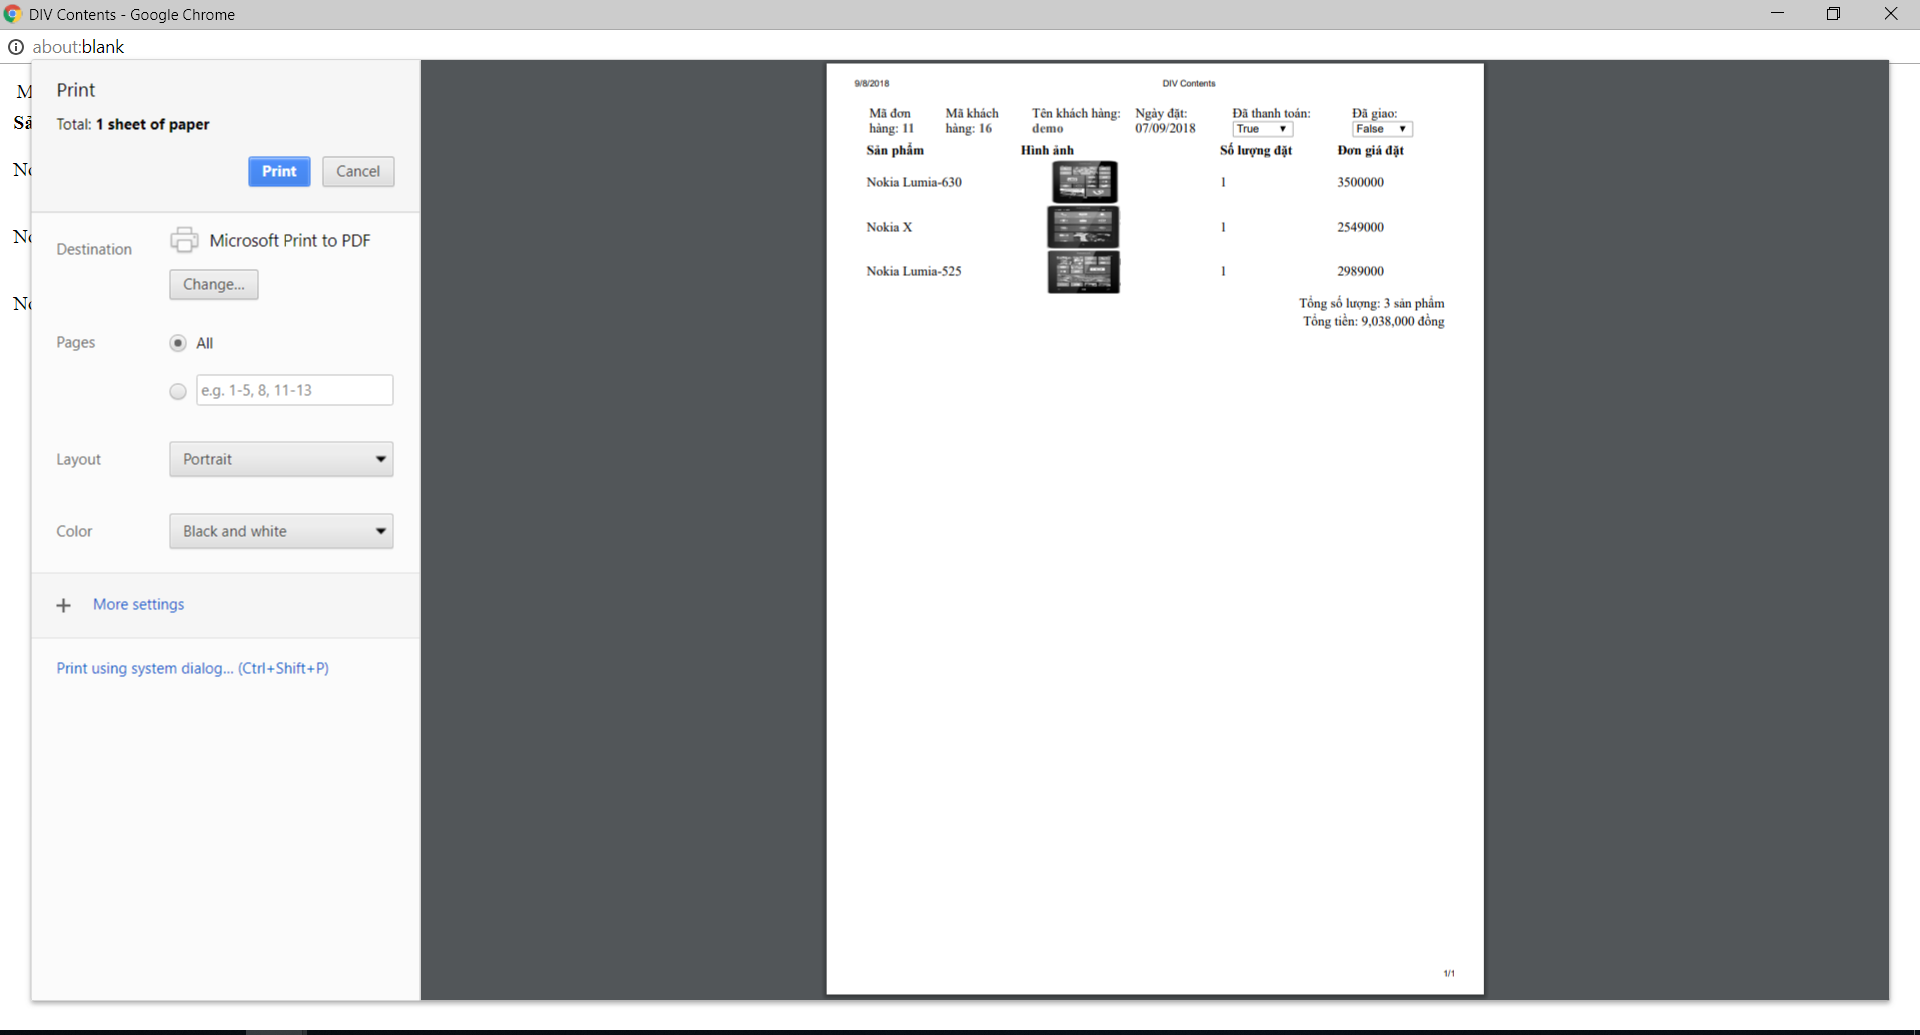 DIV Contents - Google Chrome
about:blank
M
Sả
No
No
No
Print
Total: 1 sheet of paper
Print
Cancel
Destination
Microsoft Print to PDF
Change...
Pages
All
e.g. 1-5, 8, 11-13
Layout
Portrait
Color
Black and white
+ More settings
Print using system dialog... (Ctrl+Shift+P)
9/8/2018 DIV Contents
Mã đơn hàng: 11
Mã khách hàng: 16
Tên khách hàng: demo
Ngày đặt: 07/09/2018
Đã thanh toán: True
Đã giao: False
Sản phẩm Hình ảnh Số lượng đặt Đơn giá đặt
Nokia Lumia-630 1 3500000
Nokia X 1 2549000
Nokia Lumia-525 1 2989000
Tổng số lượng: 3 sản phẩm
Tổng tiền: 9,038,000 đồng
1/1